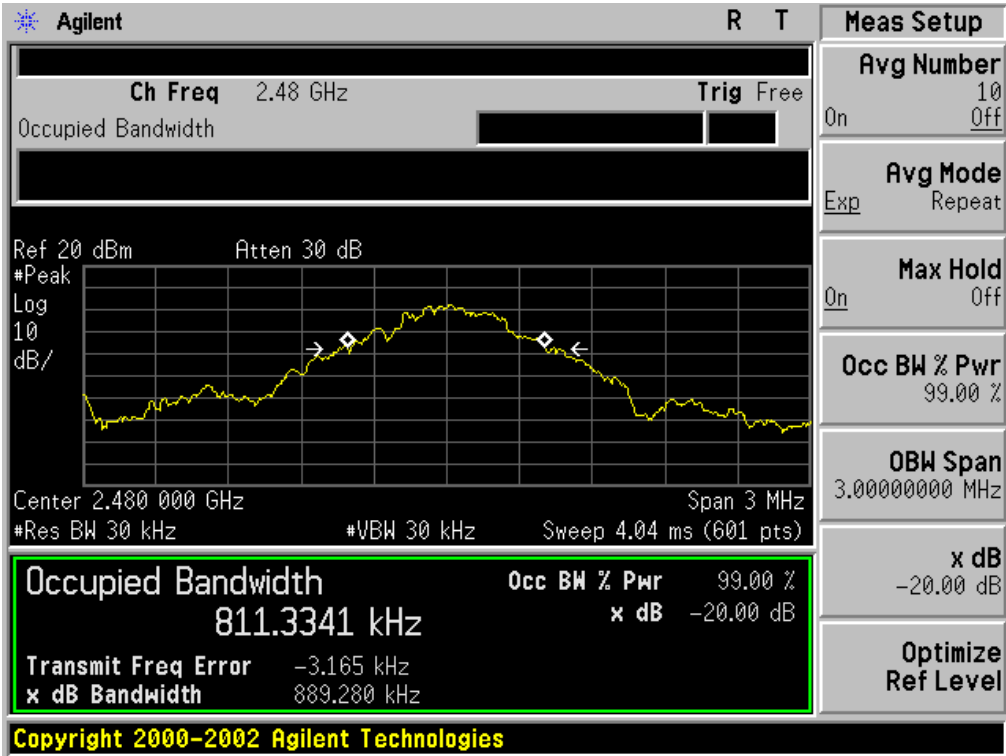 Agilent R T
Ch Freq 2.48 GHz Trig Free
Occupied Bandwidth
Ref 20 dBm Atten 30 dB
#Peak
Log
10
dB/
Center 2.480 000 GHz Span 3 MHz
#Res BW 30 kHz #VBW 30 kHz Sweep 4.04 ms (601 pts)
Occupied Bandwidth Occ BW % Pwr 99.00 %
811.3341 kHz x dB -20.00 dB
Transmit Freq Error -3.165 kHz
x dB Bandwidth 889.280 kHz
Copyright 2000-2002 Agilent Technologies
Meas Setup
Avg Number
10
On Off
Avg Mode
Exp Repeat
Max Hold
On Off
Occ BW % Pwr
99.00 %
OBW Span
3.00000000 MHz
x dB
-20.00 dB
Optimize
Ref Level